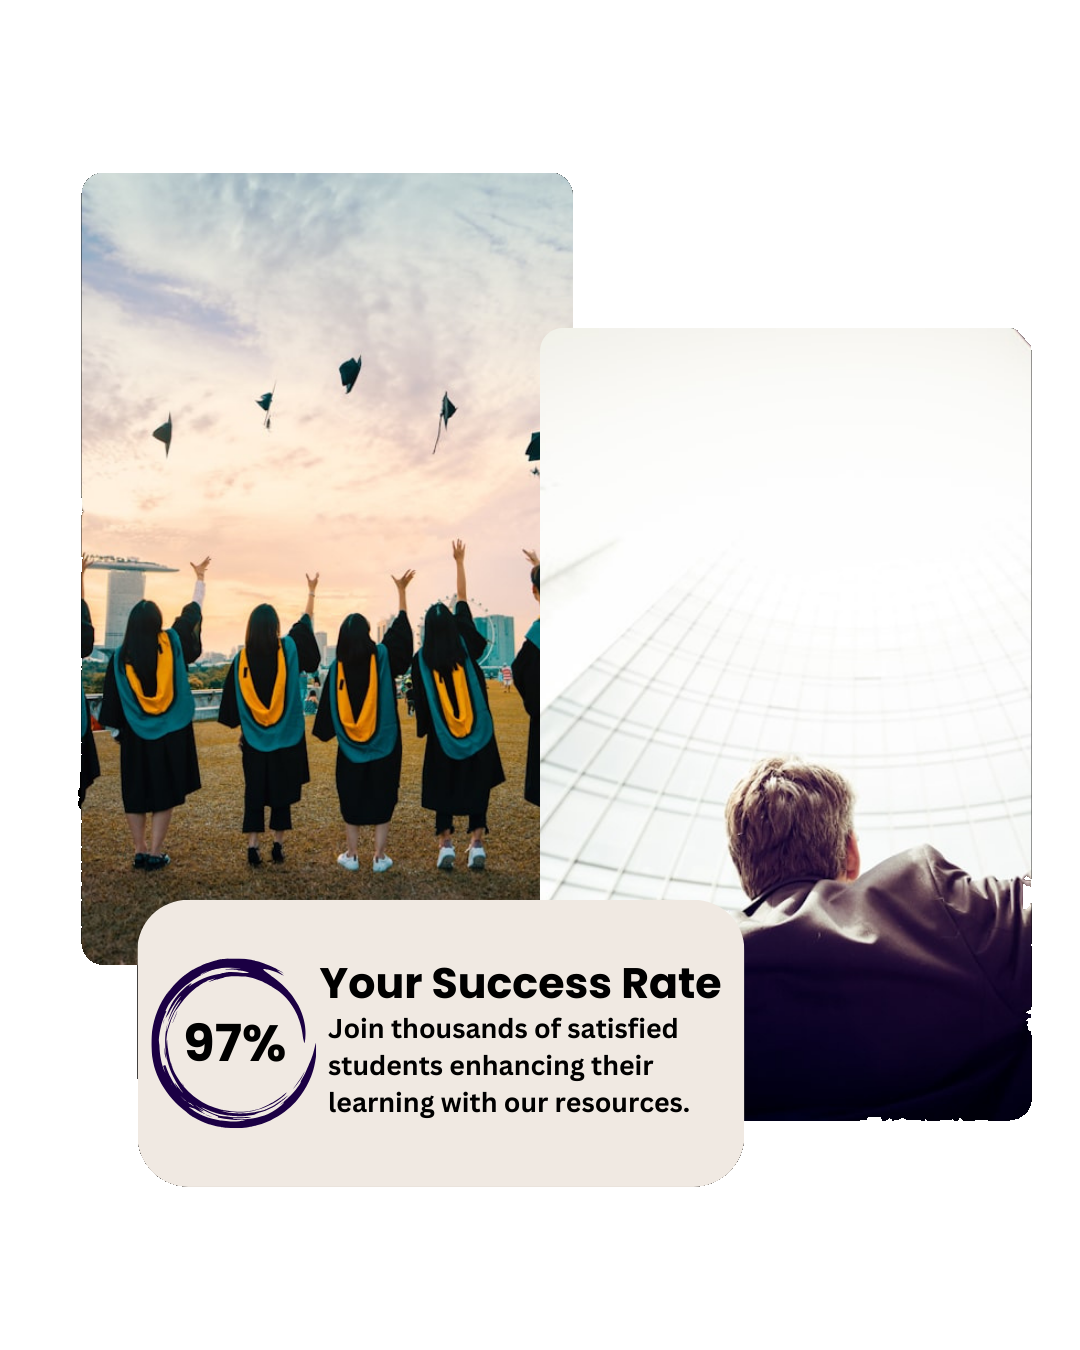 97%
Your Success Rate
Join thousands of satisfied
students enhancing their
learning with our resources.